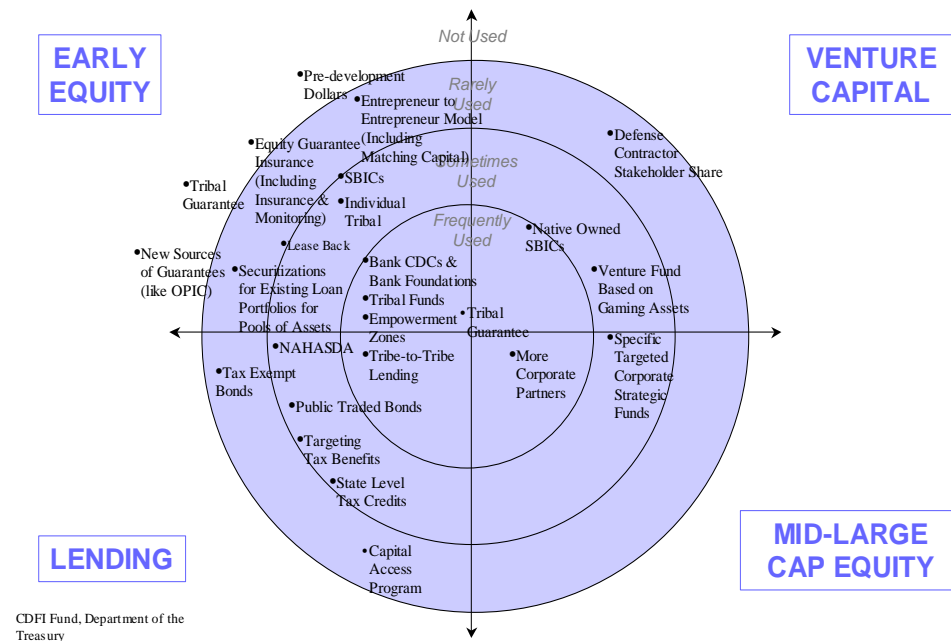 Not Used
EARLY
EQUITY
VENTURE
CAPITAL
•Pre-development
Dollars
Rarely
Used
•Entrepreneur to
Entrepreneur Model
(Including
Matching Capital)
•Equity Guarantee
Insurance
(Including
Insurance &
Monitoring)
•Defense
Contractor
Stakeholder Share
Sometimes
Used
•SBICs
•Tribal
Guarantee
•Individual
Tribal
Frequently
Used
•Native Owned
SBICs
•Lease Back
•New Sources
of Guarantees
(like OPIC)
•Securitizations
for Existing Loan
Portfolios for
Pools of Assets
•Bank CDCs &
Bank Foundations
•Tribal Funds
•Empowerment
Zones
•Tribal
Guarantee
•Venture Fund
Based on
Gaming Assets
•NAHASDA
•Tribe-to-Tribe
Lending
•More
Corporate
Partners
•Specific
Targeted
Corporate
Strategic
Funds
•Tax Exempt
Bonds
•Public Traded Bonds
•Targeting
Tax Benefits
•State Level
Tax Credits
•Capital
Access
Program
LENDING
MID-LARGE
CAP EQUITY
CDFI Fund, Department of the
Treasury